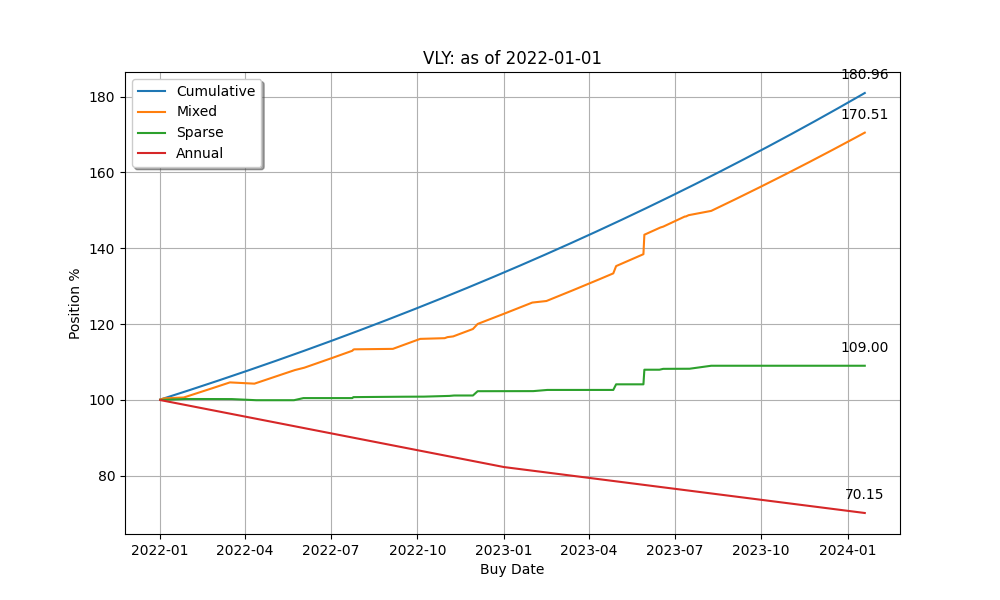 VLY: as of 2022-01-01
Cumulative
Mixed
Sparse
Annual
180.96
170.51
109.00
70.15
180
160
140
120
100
80
Position %
2022-01 2022-04 2022-07 2022-10 2023-01 2023-04 2023-07 2023-10 2024-01
Buy Date